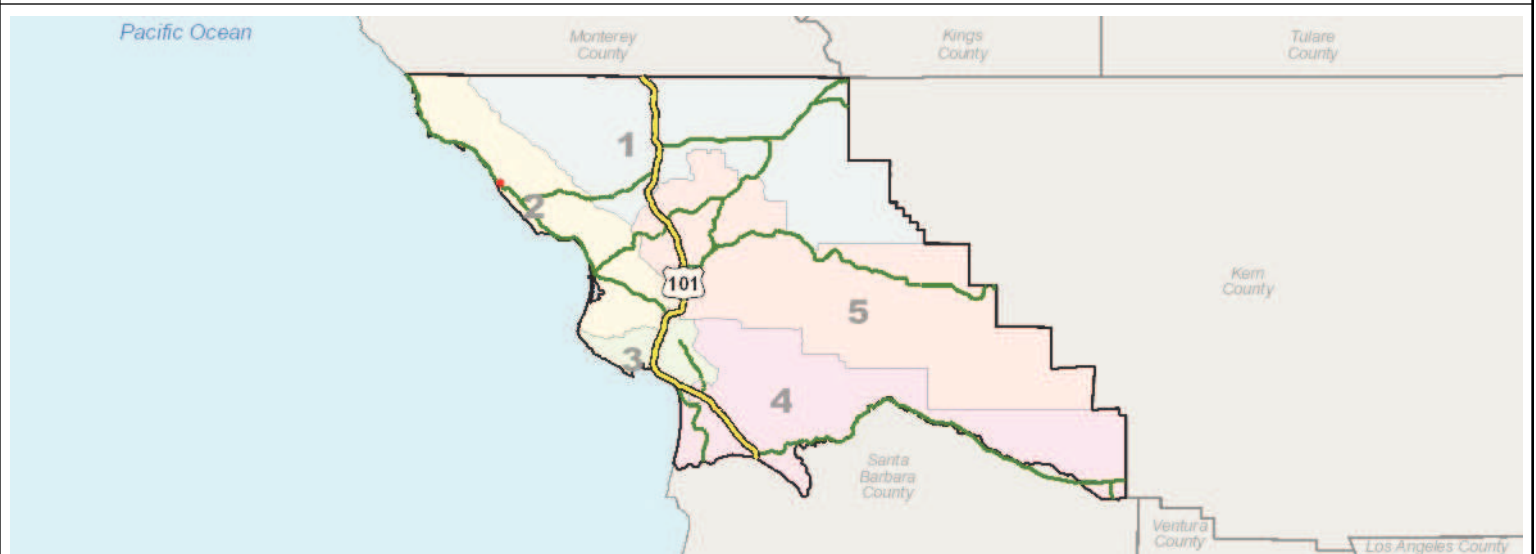 Pacific Ocean
Monterey
County
Kings
County
Tulare
County
1
2
101
Kern
County
5
3
4
Santa
Barbara
County
Ventura
County
Los Angeles County